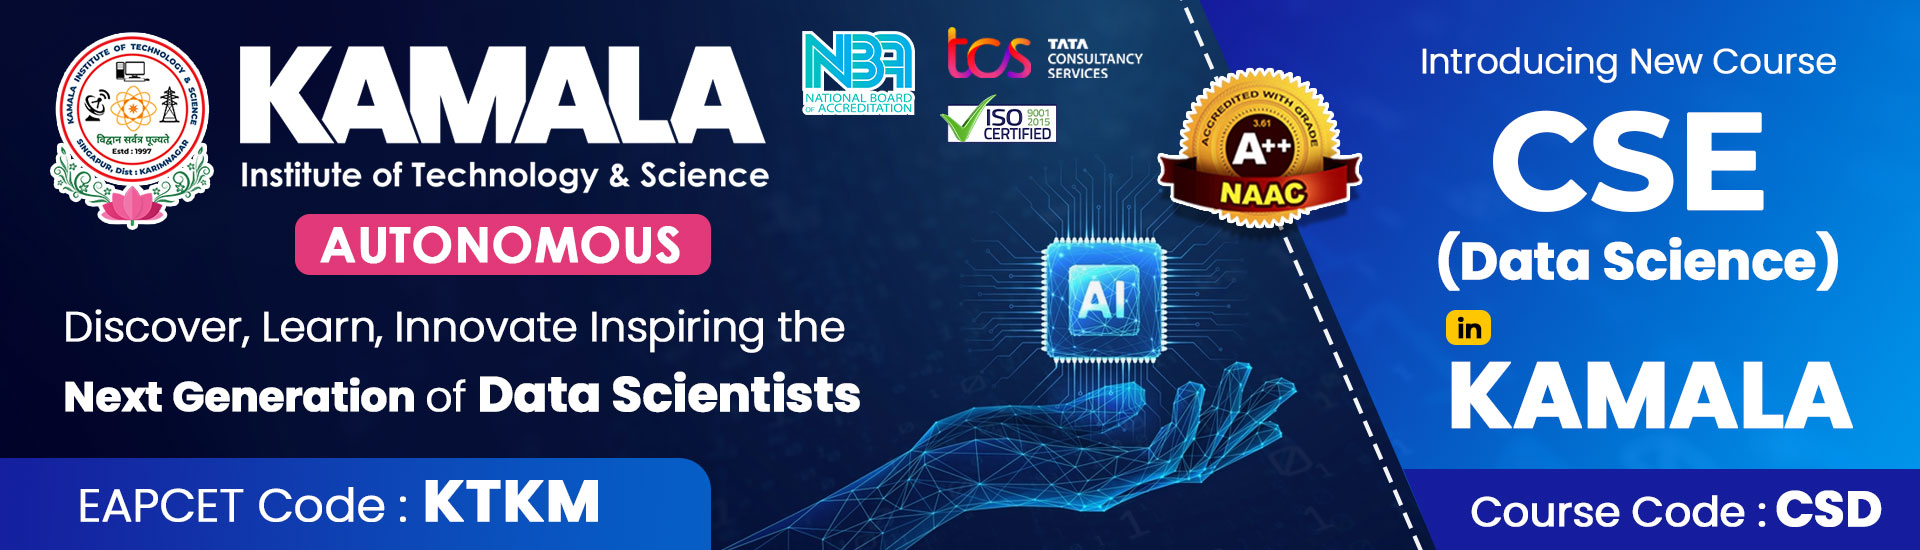 KAMALA INSTITUTE OF TECHNOLOGY & SCIENCE
विद्वान सर्वत्र पूज्यते
Estd : 1997
SINGAPUR, Dist : KARIMNAGAR
KAMALA
Institute of Technology & Science
AUTONOMOUS
Discover, Learn, Innovate Inspiring the
Next Generation of Data Scientists
EAPCET Code : KTKM
NBA
NATIONAL BOARD
OF ACCREDITATION
tcs
TATA
CONSULTANCY
SERVICES
ISO 9001
2015
CERTIFIED
ACCREDITED WITH GRADE
3.61
A++
NAAC
AI
Introducing New Course
CSE
(Data Science)
in
KAMALA
Course Code : CSD